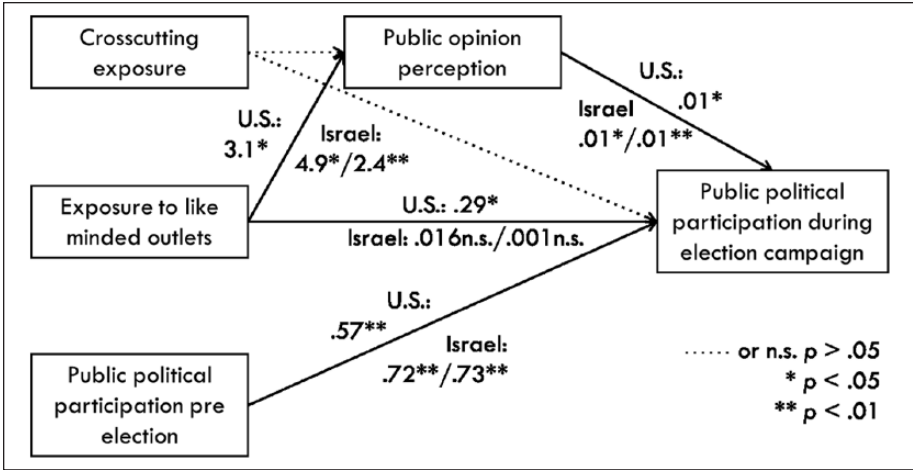 Crosscutting
exposure
Public opinion
perception
U.S.:
.01*
Israel
.01*/.01**
U.S.:
3.1*
Israel:
4.9*/2.4**
Exposure to like
minded outlets
U.S.: .29*
Israel: .016n.s./.001n.s.
Public political
participation during
election campaign
U.S.:
.57**
Israel:
.72**/.73**
Public political
participation pre
election
...... or n.s. p > .05
* p < .05
** p < .01